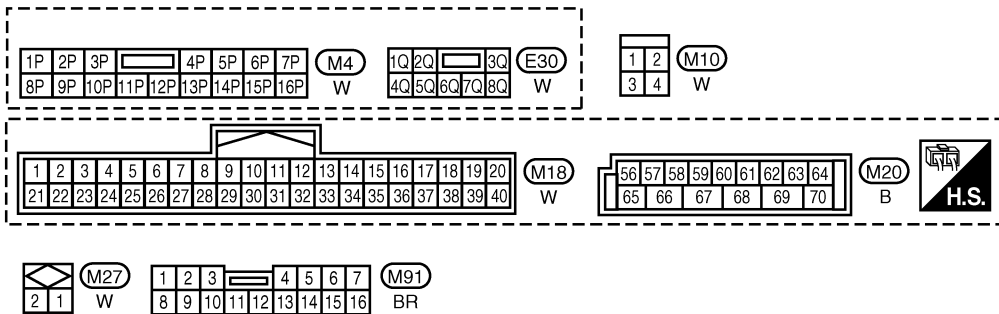 1P 2P 3P 4P 5P 6P 7P M4
8P 9P 10P 11P 12P 13P 14P 15P 16P W
1Q 2Q 3Q E30
4Q 5Q 6Q 7Q 8Q W
1 2 M10
3 4 W
1 2 3 4 5 6 7 8 9 10 11 12 13 14 15 16 17 18 19 20 M18
21 22 23 24 25 26 27 28 29 30 31 32 33 34 35 36 37 38 39 40 W
56 57 58 59 60 61 62 63 64 M20
65 66 67 68 69 70 B
H.S.
M27
2 1 W
1 2 3 4 5 6 7 M91
8 9 10 11 12 13 14 15 16 BR